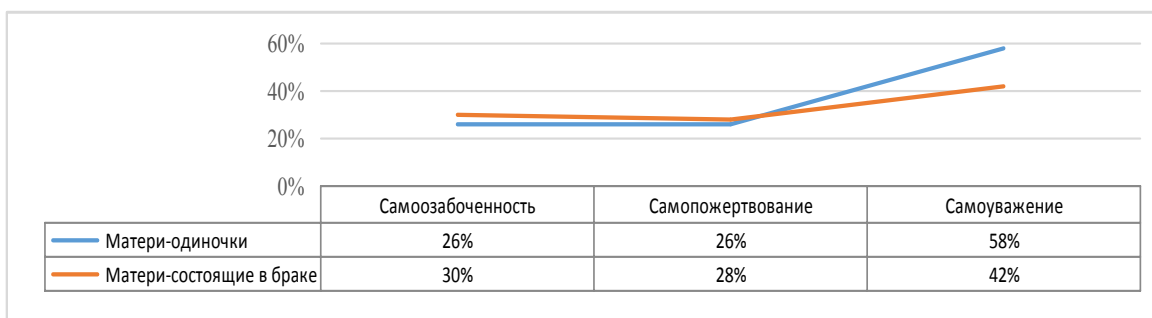 60%
40%
20%
0%
Самоозабоченность Самопожертвование Самоуважение
Матери-одиночки 26% 26% 58%
Матери-состоящие в браке 30% 28% 42%